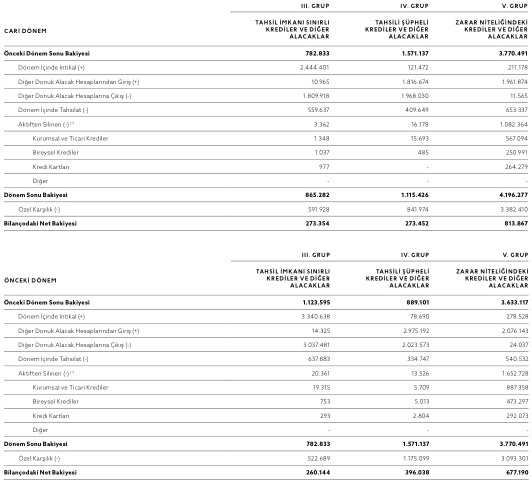 III. GRUP IV. GRUP V. GRUP
CARİ DÖNEM TAHSİL İMKANI SINIRLI KREDİLER VE DİĞER ALACAKLAR TAHSİLİ ŞÜPHELİ KREDİLER VE DİĞER ALACAKLAR ZARAR NİTELİĞİNDEKİ KREDİLER VE DİĞER ALACAKLAR
Önceki Dönem Sonu Bakiyesi 782.833 1.571.137 3.770.491
Dönem İçinde İntikal (+) 2.444.401 121.472 211.178
Diğer Donuk Alacak Hesaplarından Giriş (+) 10.965 1.816.674 1.961.874
Diğer Donuk Alacak Hesaplarına Çıkış (-) 1.809.918 1.968.030 11.565
Dönem İçinde Tahsilat (-) 559.637 409.649 653.337
Aktiften Silinen (-) (*) 3.362 16.178 1.082.364
Kurumsal ve Ticari Krediler 1.348 15.693 567.094
Bireysel Krediler 1.037 485 250.991
Kredi Kartları 977 - 264.279
Diğer - - -
Dönem Sonu Bakiyesi 865.282 1.115.426 4.196.277
Özel Karşılık (-) 591.928 841.974 3.382.410
Bilançodaki Net Bakiyesi 273.354 273.452 813.867
III. GRUP IV. GRUP V. GRUP
ÖNCEKİ DÖNEM TAHSİL İMKANI SINIRLI KREDİLER VE DİĞER ALACAKLAR TAHSİLİ ŞÜPHELİ KREDİLER VE DİĞER ALACAKLAR ZARAR NİTELİĞİNDEKİ KREDİLER VE DİĞER ALACAKLAR
Önceki Dönem Sonu Bakiyesi 1.123.595 889.101 3.633.117
Dönem İçinde İntikal (+) 3.340.638 78.690 278.528
Diğer Donuk Alacak Hesaplarından Giriş (+) 14.325 2.975.192 2.076.143
Diğer Donuk Alacak Hesaplarına Çıkış (-) 3.037.481 2.023.573 24.037
Dönem İçinde Tahsilat (-) 637.883 334.747 540.532
Aktiften Silinen (-) (*) 20.361 13.526 1.652.728
Kurumsal ve Ticari Krediler 19.315 5.709 887.358
Bireysel Krediler 753 5.013 473.297
Kredi Kartları 293 2.804 292.073
Diğer - - -
Dönem Sonu Bakiyesi 782.833 1.571.137 3.770.491
Özel Karşılık (-) 522.689 1.175.099 3.093.301
Bilançodaki Net Bakiyesi 260.144 396.038 677.190